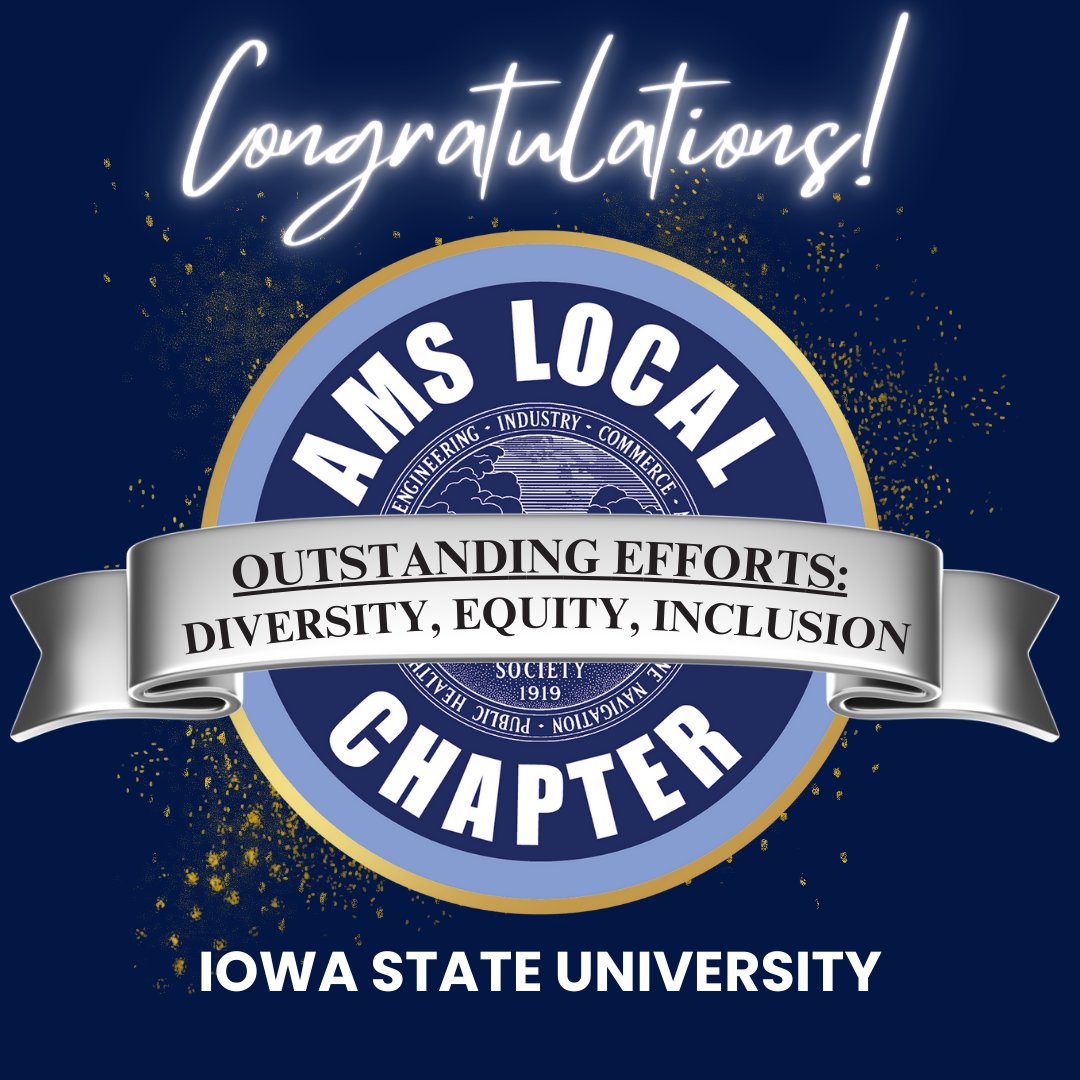 Congratulations!
AMS LOCAL
ENGINEERING · INDUSTRY · COMMERCE ·
OUTSTANDING EFFORTS:
DIVERSITY, EQUITY, INCLUSION
SOCIETY
1919
NAVIGATION · PUBLIC
CHAPTER
IOWA STATE UNIVERSITY